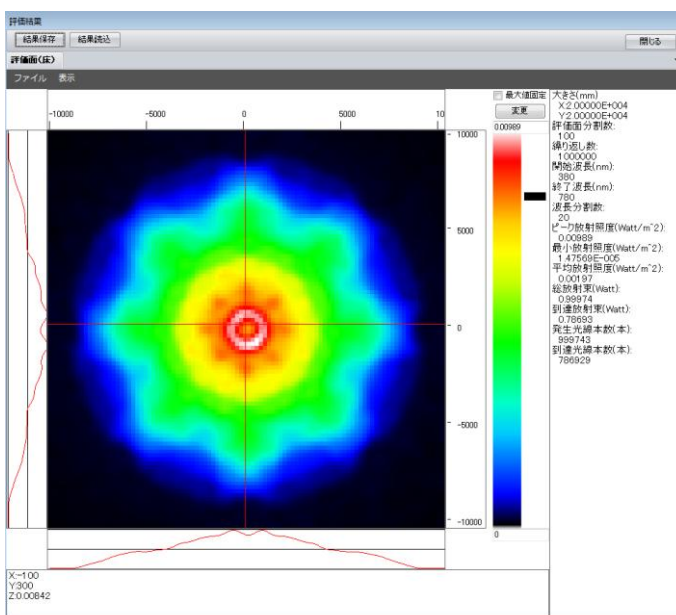 評価結果
結果保存 結果読込 閉じる
評価面(床)
ファイル 表示
-10000 -5000 0 5000 10
10000
5000
0
-5000
-10000
最大値固定
変更
0.00989
0
大きさ(mm)
X:2.00000E+004
Y:2.00000E+004
評価面分割数:
100
繰り返し数:
1000000
開始波長(nm):
380
終了波長(nm):
780
波長分割数:
20
ピーク放射照度(Watt/m^2):
0.00989
最小放射照度(Watt/m^2):
1.47569E-005
平均放射照度(Watt/m^2):
0.00197
総放射束(Watt):
0.99974
到達放射束(Watt):
0.78693
発生光線本数(本):
999743
到達光線本数(本):
786929
X:-100
Y:300
Z:0.00842